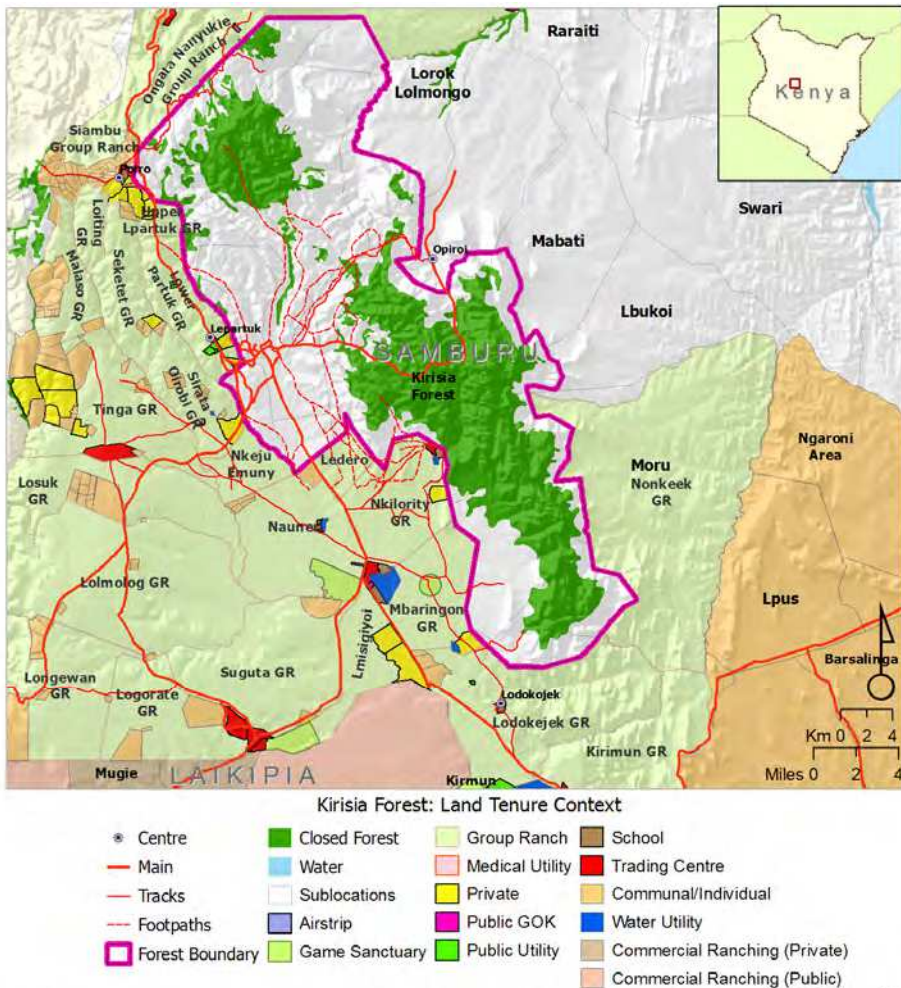 Raraiti
Ongata Nanyukie
Group Ranch
Lorok
Lolmongo
Kenya
Siambu
Group Ranch
Porro
Upper
Lpartuk GR
Loiting
GR
Malaso GR
Seketet GR
Lower
Partuk GR
Opiroi
Mabati
Swari
Lbukoi
Lepartuk
SAMBURU
Kirisia
Forest
Sirata
Oirobi GR
Tinga GR
Nkeju
Emuny
Ledero
Moru
Nonkeek
GR
Ngaroni
Area
Losuk
GR
Nkilority
GR
Nauneri
Lolmolog GR
Mbaringon
GR
Lpus
Lmisigiyoi
Barsalinga
Longewan
GR
Suguta GR
Logorate
GR
Lodokojek
Lodokejek GR
Kirimun GR
Km 0 2 4
Miles 0 2 4
Mugie
LAIKIPIA
Kirmun
Kirisia Forest: Land Tenure Context
Centre
Main
Tracks
Footpaths
Forest Boundary
Closed Forest
Water
Sublocations
Airstrip
Game Sanctuary
Group Ranch
Medical Utility
Private
Public GOK
Public Utility
School
Trading Centre
Communal/Individual
Water Utility
Commercial Ranching (Private)
Commercial Ranching (Public)